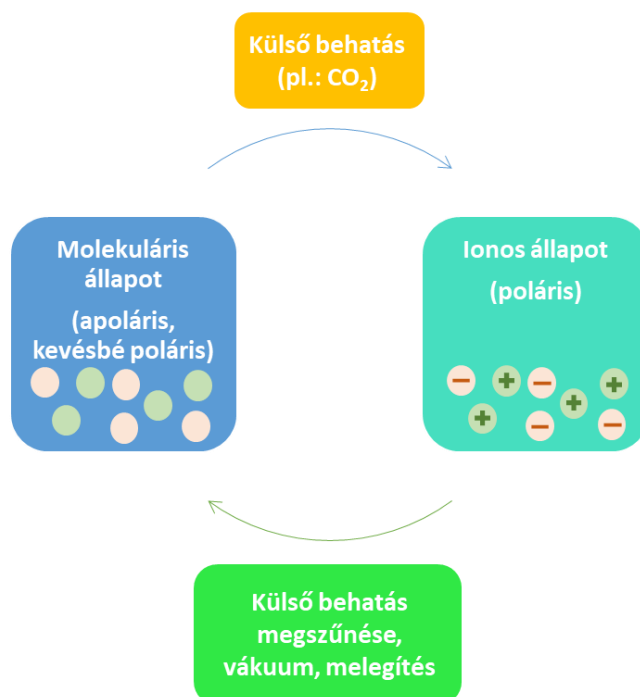 Külső behatás
(pl.: CO₂)
Molekuláris
állapot
(apoláris,
kevésbé poláris)
Ionos állapot
(poláris)
− + − +
+ + − −
Külső behatás
megszűnése,
vákuum, melegítés